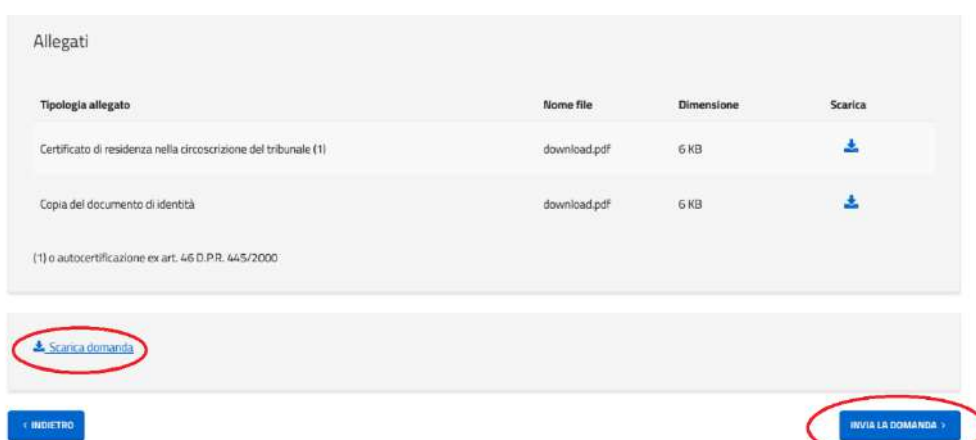 Allegati
Tipologia allegato Nome file Dimensione Scarica
Certificato di residenza nella circoscrizione del tribunale (1) download.pdf 6 KB
Copia del documento di identità download.pdf 6 KB
(1) o autocertificazione ex art. 46 D.P.R. 445/2000
Scarica domanda
‹ INDIETRO INVIA LA DOMANDA ›